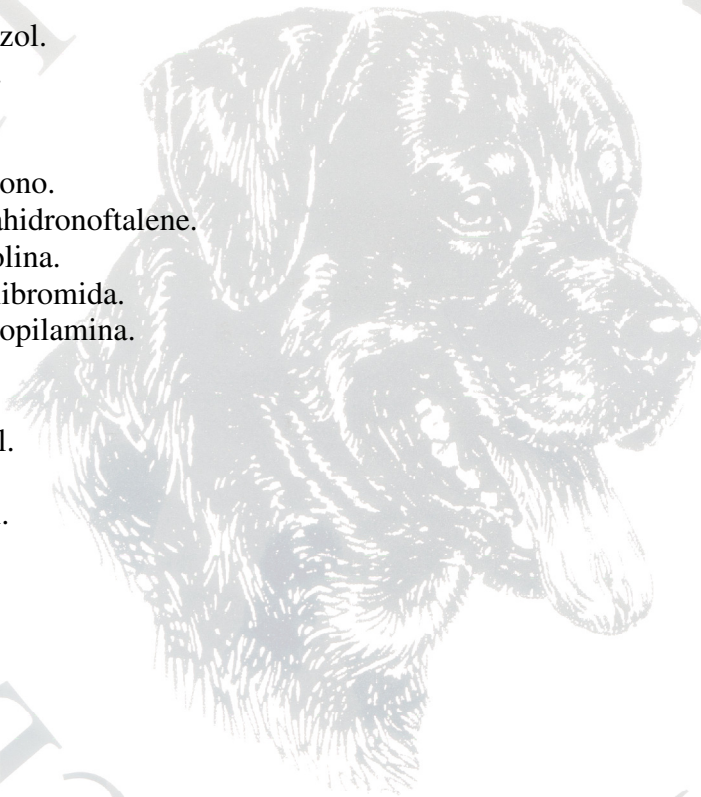 zol.
ono.
ahidronoftalene.
olina.
ibromida.
opilamina.
l.
.